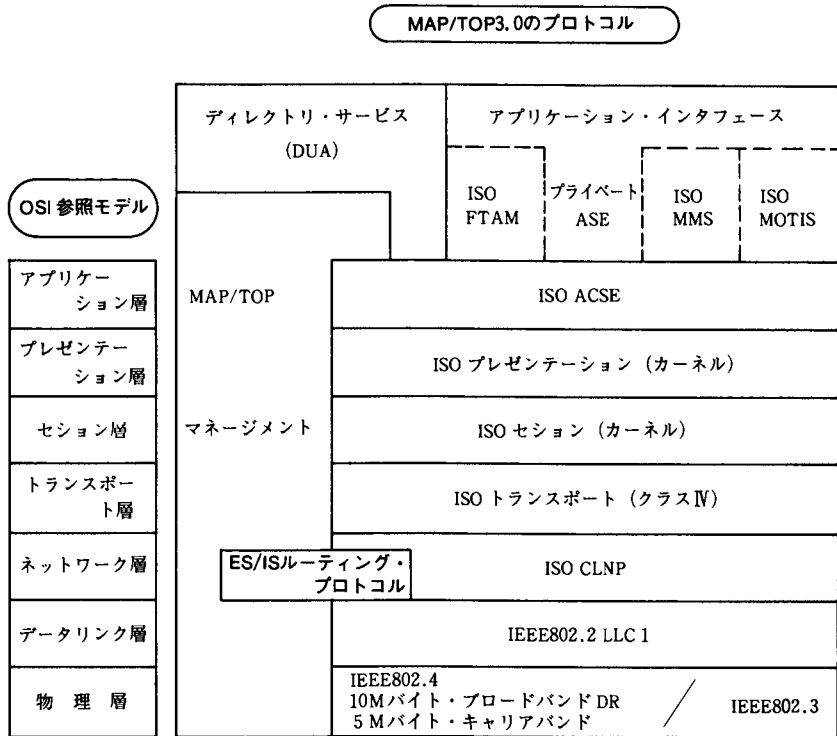 MAP/TOP3.0のプロトコル
ディレクトリ・サービス
(DUA)
アプリケーション・インタフェース
ISO
FTAM
プライベート
ASE
ISO
MMS
ISO
MOTIS
OSI 参照モデル
アプリケー
ション層
MAP/TOP
ISO ACSE
プレゼンテー
ション層
ISO プレゼンテーション (カーネル)
セション層
マネージメント
ISO セション (カーネル)
トランスポー
ト層
ISO トランスポート (クラスⅣ)
ネットワーク層
ES/ISルーティング・
プロトコル
ISO CLNP
データリンク層
IEEE802.2 LLC 1
物 理 層
IEEE802.4
10Mバイト・ブロードバンド DR
5 Mバイト・キャリアバンド
/
IEEE802.3